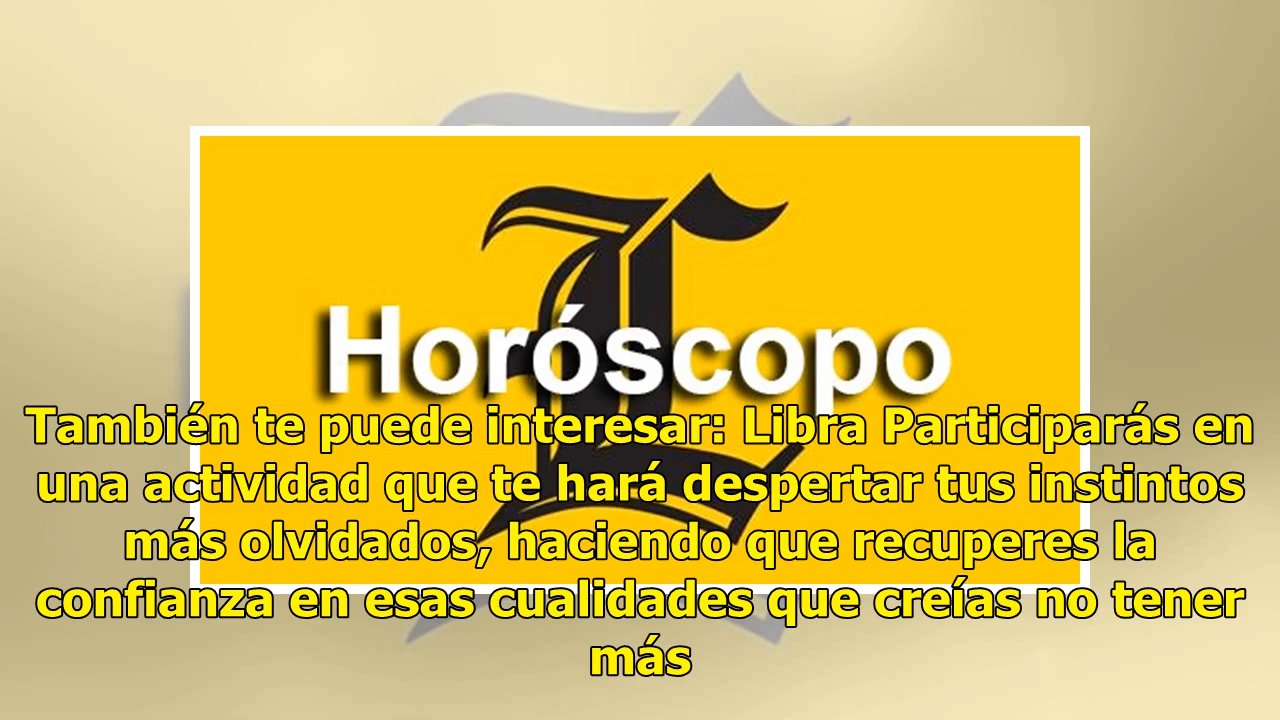 L
Horóscopo
También te puede interesar: Libra Participarás en
una actividad que te hará despertar tus instintos
más olvidados, haciendo que recuperes la
confianza en esas cualidades que creías no tener
más